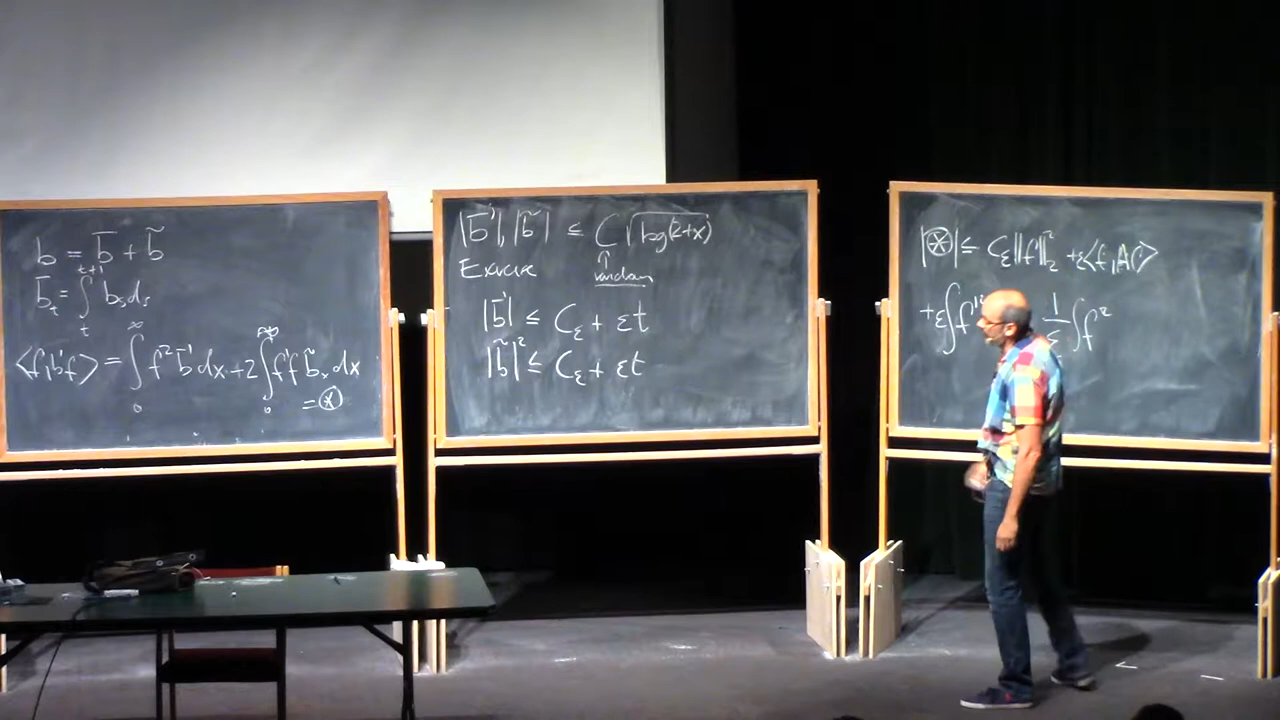 b = b̄ + b̃
b̄_t = ∫_t^{t+1} b_s ds
⟨f, b'f⟩ = ∫_0^∞ f² b̄' dx + 2 ∫_0^∞ f'f b̃_x dx
= ⊛
|b̄'|, |b̃| ≤ C √log(2+x)
↑
Exercise random
|b̄'| ≤ C_ε + εt
|b̃|² ≤ C_ε + εt
|⊛| ≤ C_ε ‖f‖₂² + ε⟨f, Af⟩
+ε∫f'² 1/ε ∫f²